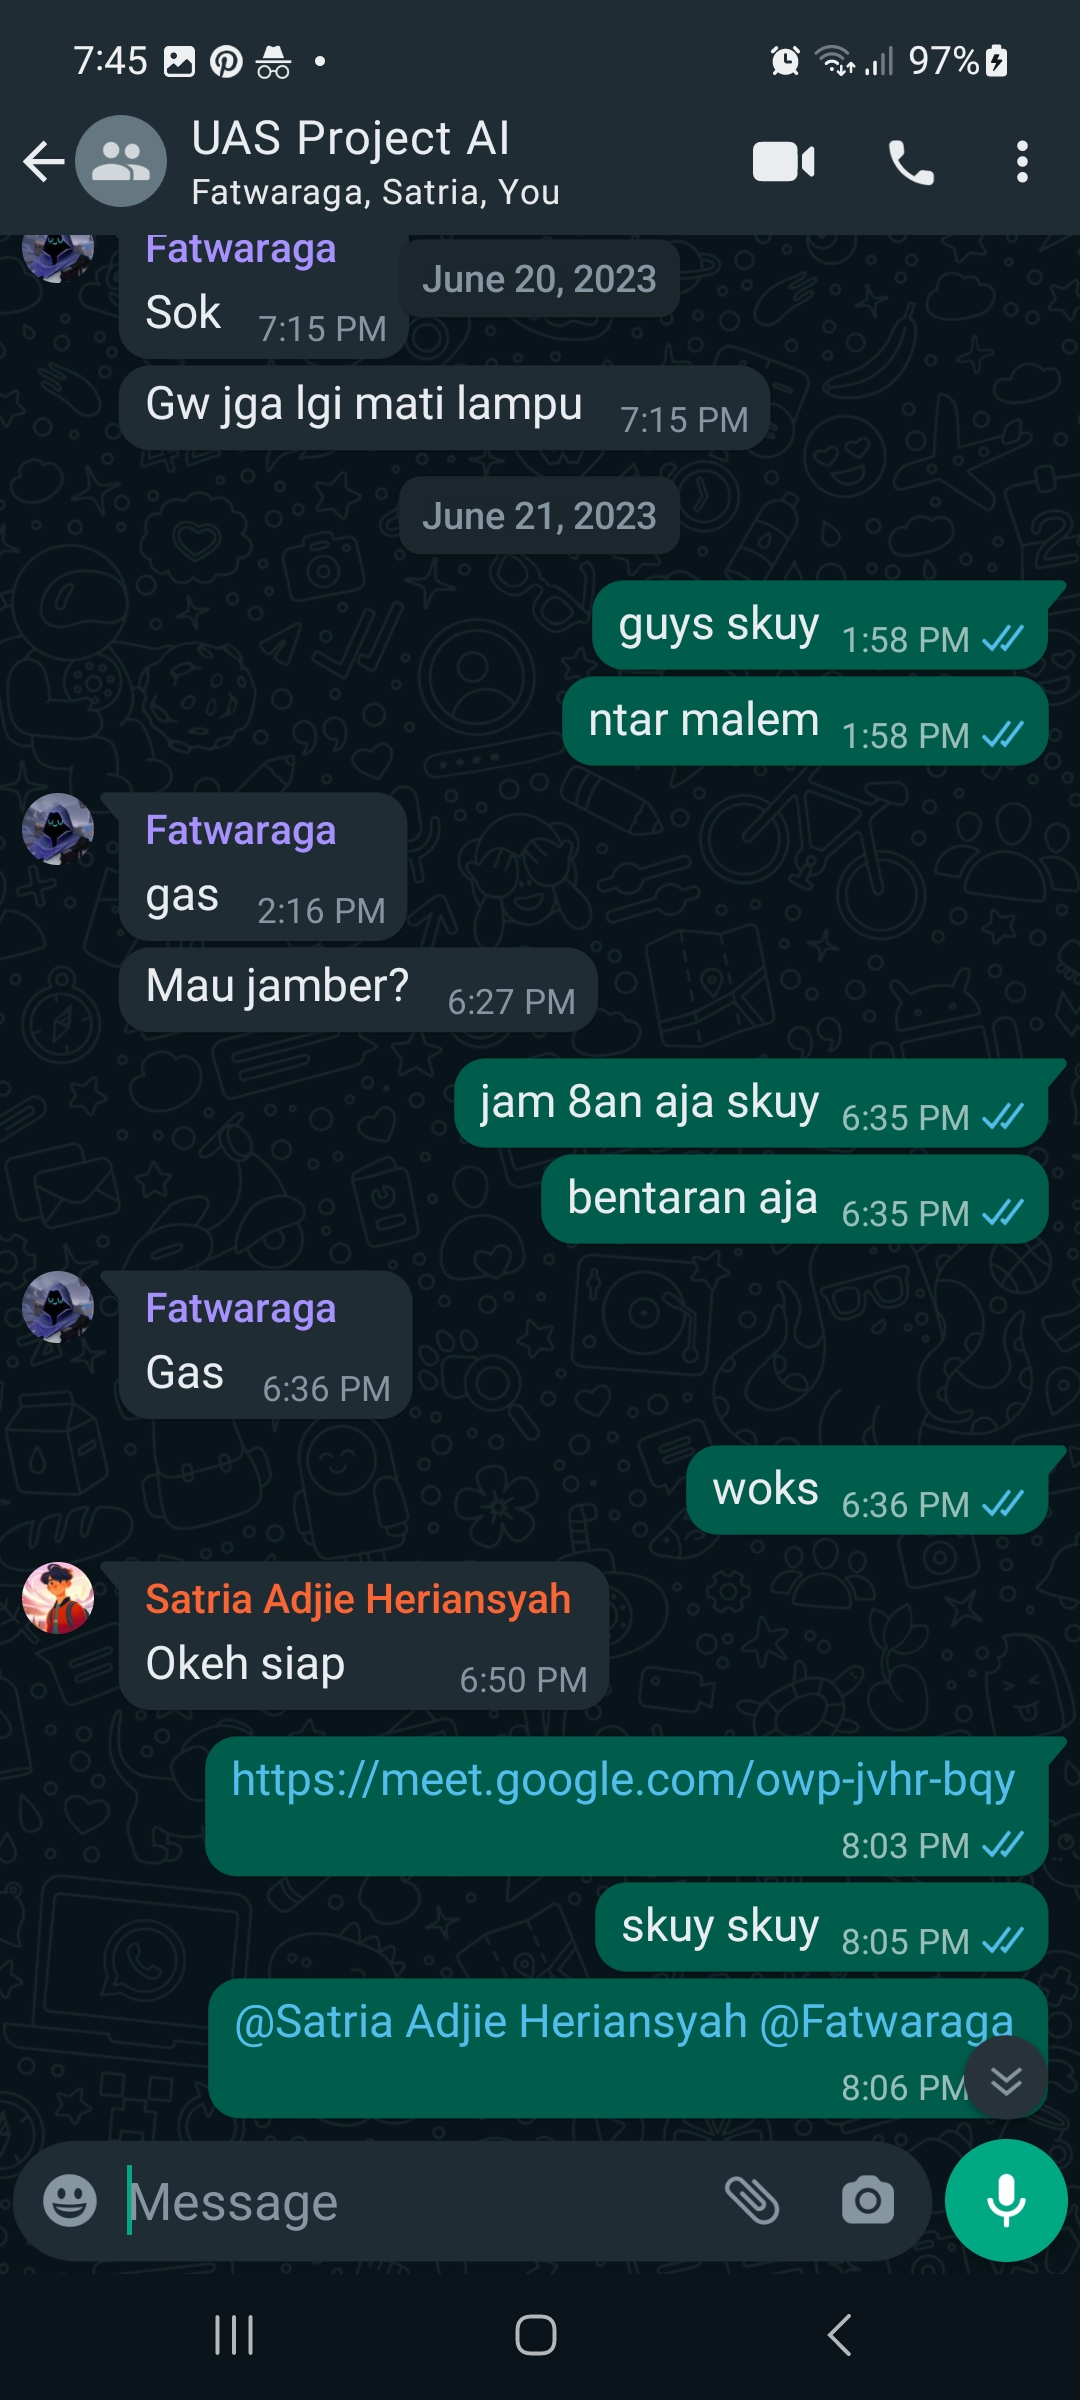 7:45
97%
UAS Project AI
Fatwaraga, Satria, You
Fatwaraga
June 20, 2023
Sok 7:15 PM
Gw jga lgi mati lampu 7:15 PM
June 21, 2023
guys skuy 1:58 PM
ntar malem 1:58 PM
Fatwaraga
gas 2:16 PM
Mau jamber? 6:27 PM
jam 8an aja skuy 6:35 PM
bentaran aja 6:35 PM
Fatwaraga
Gas 6:36 PM
woks 6:36 PM
Satria Adjie Heriansyah
Okeh siap 6:50 PM
https://meet.google.com/owp-jvhr-bqy
8:03 PM
skuy skuy 8:05 PM
@Satria Adjie Heriansyah @Fatwaraga
8:06 PM
Message